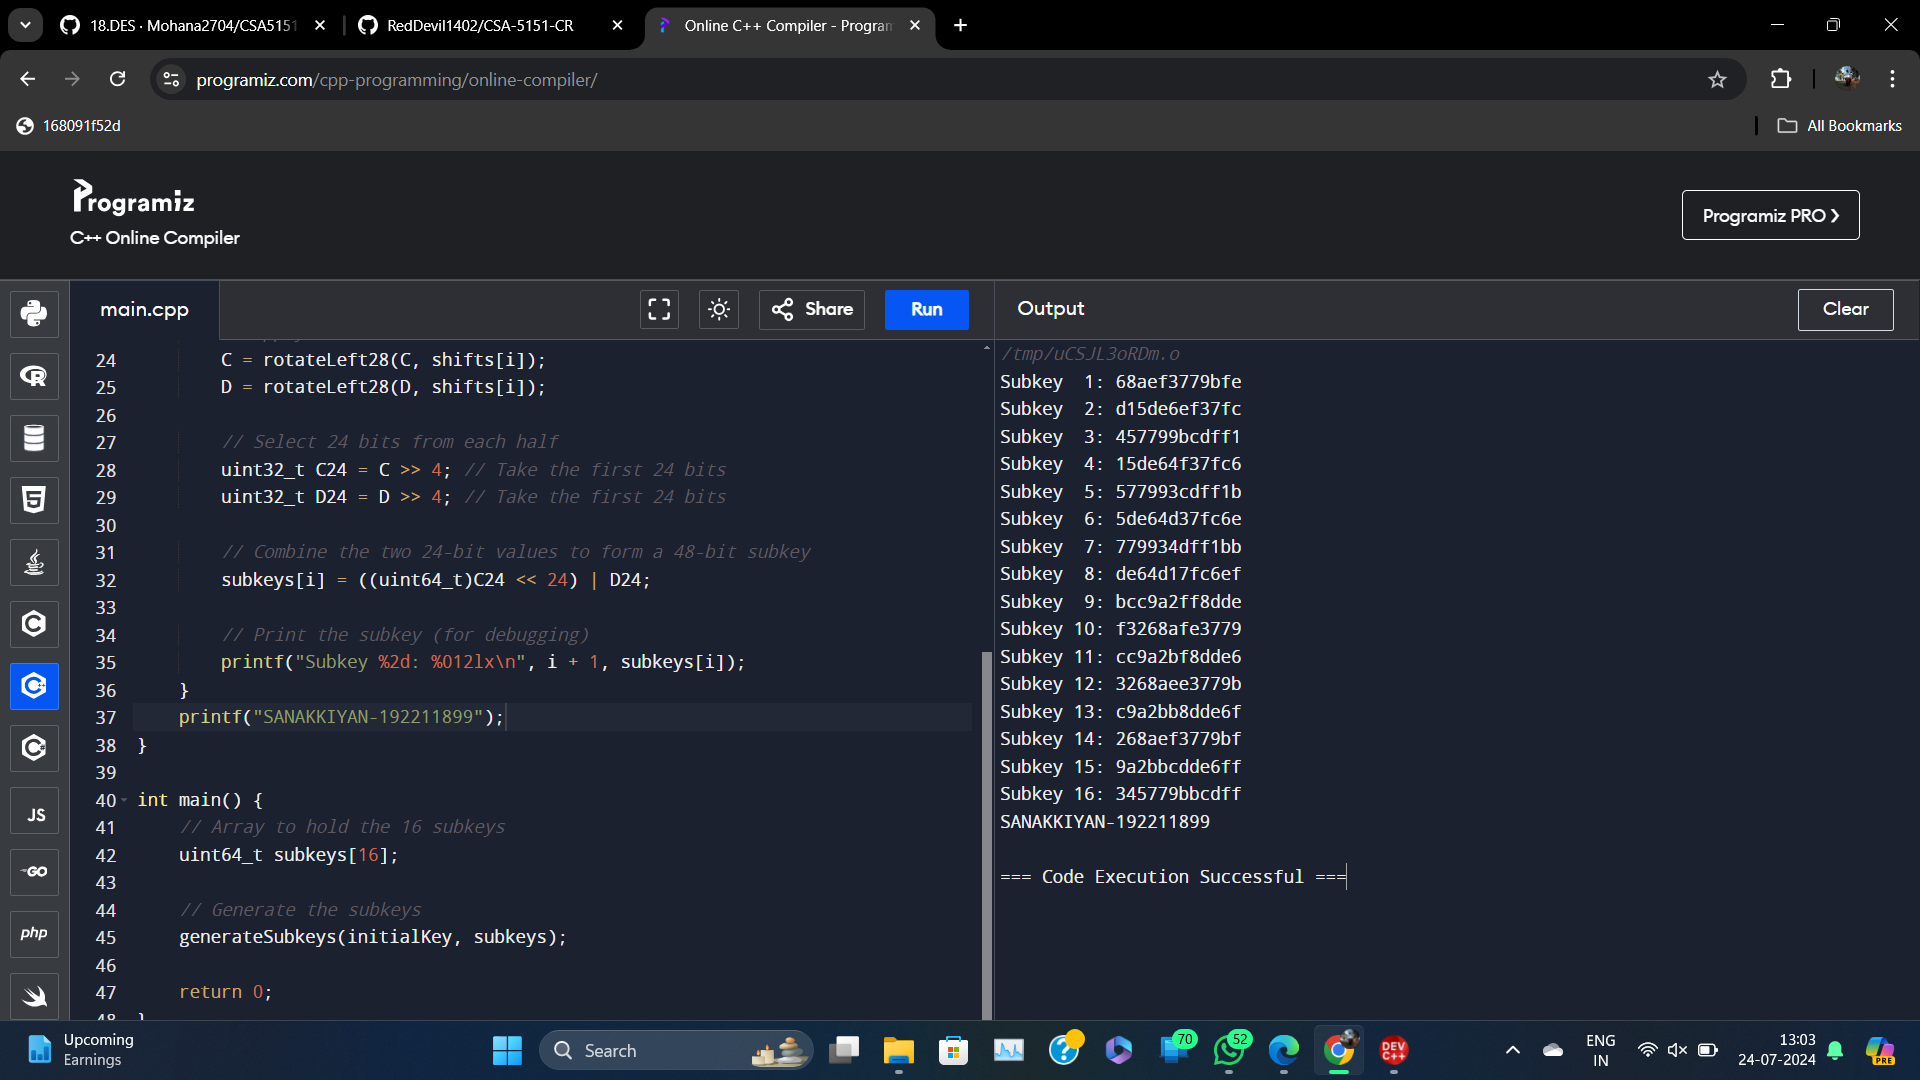 18.DES · Mohana2704/CSA5151
RedDevil1402/CSA-5151-CR
Online C++ Compiler - Program
programiz.com/cpp-programming/online-compiler/
168091f52d
All Bookmarks
Programiz
C++ Online Compiler
Programiz PRO ❯
main.cpp
Share
Run
Output
Clear
24 C = rotateLeft28(C, shifts[i]);
25 D = rotateLeft28(D, shifts[i]);
26
27 // Select 24 bits from each half
28 uint32_t C24 = C >> 4; // Take the first 24 bits
29 uint32_t D24 = D >> 4; // Take the first 24 bits
30
31 // Combine the two 24-bit values to form a 48-bit subkey
32 subkeys[i] = ((uint64_t)C24 << 24) | D24;
33
34 // Print the subkey (for debugging)
35 printf("Subkey %2d: %012lx\n", i + 1, subkeys[i]);
36 }
37 printf("SANAKKIYAN-192211899");
38 }
39
40 int main() {
41 // Array to hold the 16 subkeys
42 uint64_t subkeys[16];
43
44 // Generate the subkeys
45 generateSubkeys(initialKey, subkeys);
46
47 return 0;
48 }
/tmp/uCSJL3oRDm.o
Subkey  1: 68aef3779bfe
Subkey  2: d15de6ef37fc
Subkey  3: 457799bcdff1
Subkey  4: 15de64f37fc6
Subkey  5: 577993cdff1b
Subkey  6: 5de64d37fc6e
Subkey  7: 779934dff1bb
Subkey  8: de64d17fc6ef
Subkey  9: bcc9a2ff8dde
Subkey 10: f3268afe3779
Subkey 11: cc9a2bf8dde6
Subkey 12: 3268aee3779b
Subkey 13: c9a2bb8dde6f
Subkey 14: 268aef3779bf
Subkey 15: 9a2bbcdde6ff
Subkey 16: 345779bbcdff
SANAKKIYAN-192211899
=== Code Execution Successful ===
JS
GO
php
Upcoming
Earnings
Search
70
52
DEV
C++
ENG
IN
13:03
24-07-2024
PRE